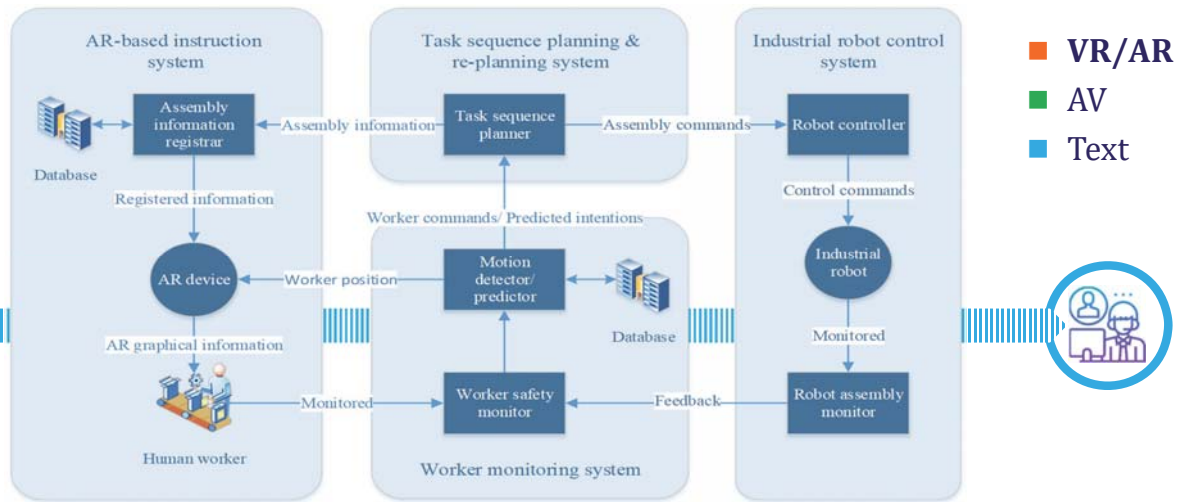 AR-based instruction
system
Assembly
information
registrar
Database
Registered information
AR device
AR graphical information
Human worker
Task sequence planning &
re-planning system
Task sequence
planner
Assembly information
Assembly commands
Worker commands/ Predicted intentions
Motion
detector/
predictor
Worker position
Database
Worker safety
monitor
Monitored
Feedback
Worker monitoring system
Industrial robot control
system
Robot controller
Control commands
Industrial
robot
Monitored
Robot assembly
monitor
VR/AR
AV
Text